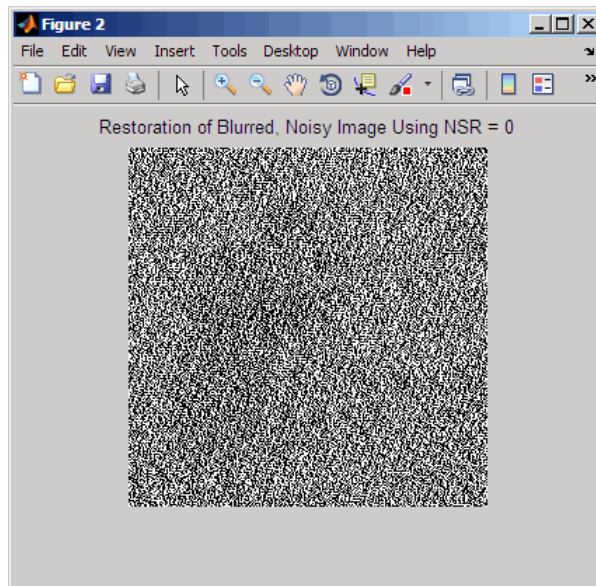 Figure 2
File Edit View Insert Tools Desktop Window Help
Restoration of Blurred, Noisy Image Using NSR = 0